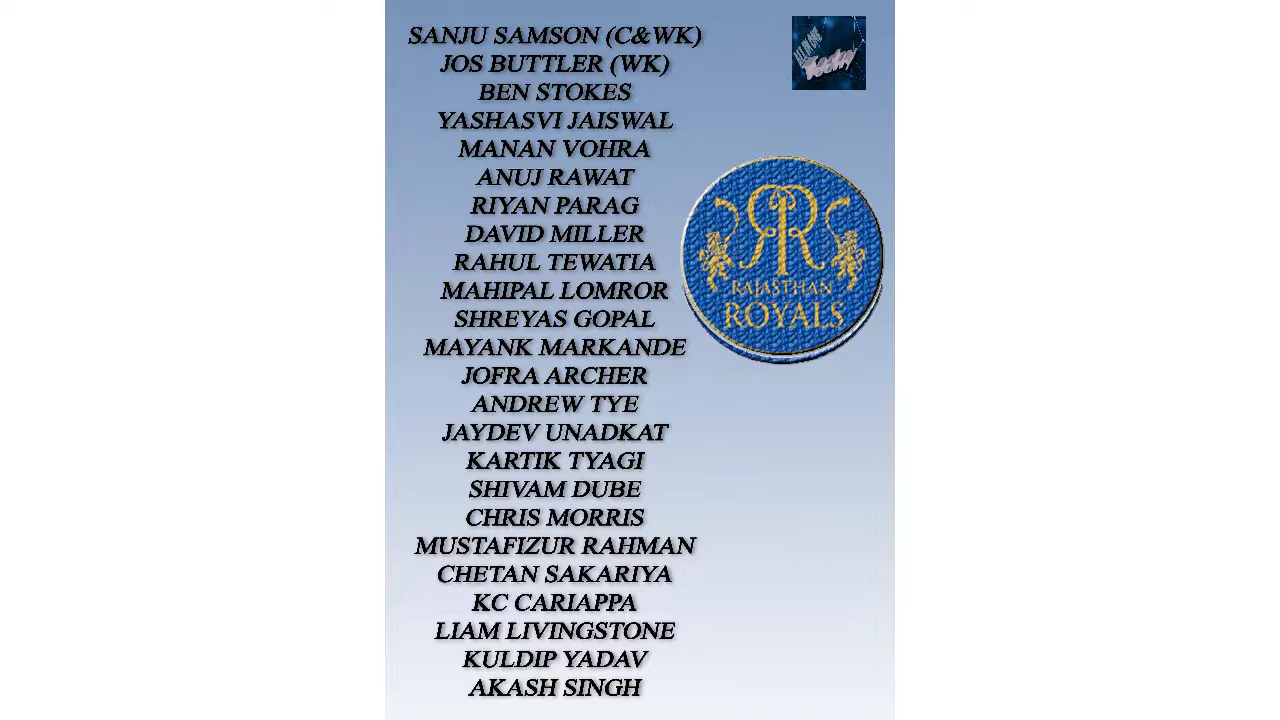 SANJU SAMSON (C&WK)
JOS BUTTLER (WK)
BEN STOKES
YASHASVI JAISWAL
MANAN VOHRA
ANUJ RAWAT
RIYAN PARAG
DAVID MILLER
RAHUL TEWATIA
MAHIPAL LOMROR
SHREYAS GOPAL
MAYANK MARKANDE
JOFRA ARCHER
ANDREW TYE
JAYDEV UNADKAT
KARTIK TYAGI
SHIVAM DUBE
CHRIS MORRIS
MUSTAFIZUR RAHMAN
CHETAN SAKARIYA
KC CARIAPPA
LIAM LIVINGSTONE
KULDIP YADAV
AKASH SINGH
RR
RAJASTHAN
ROYALS